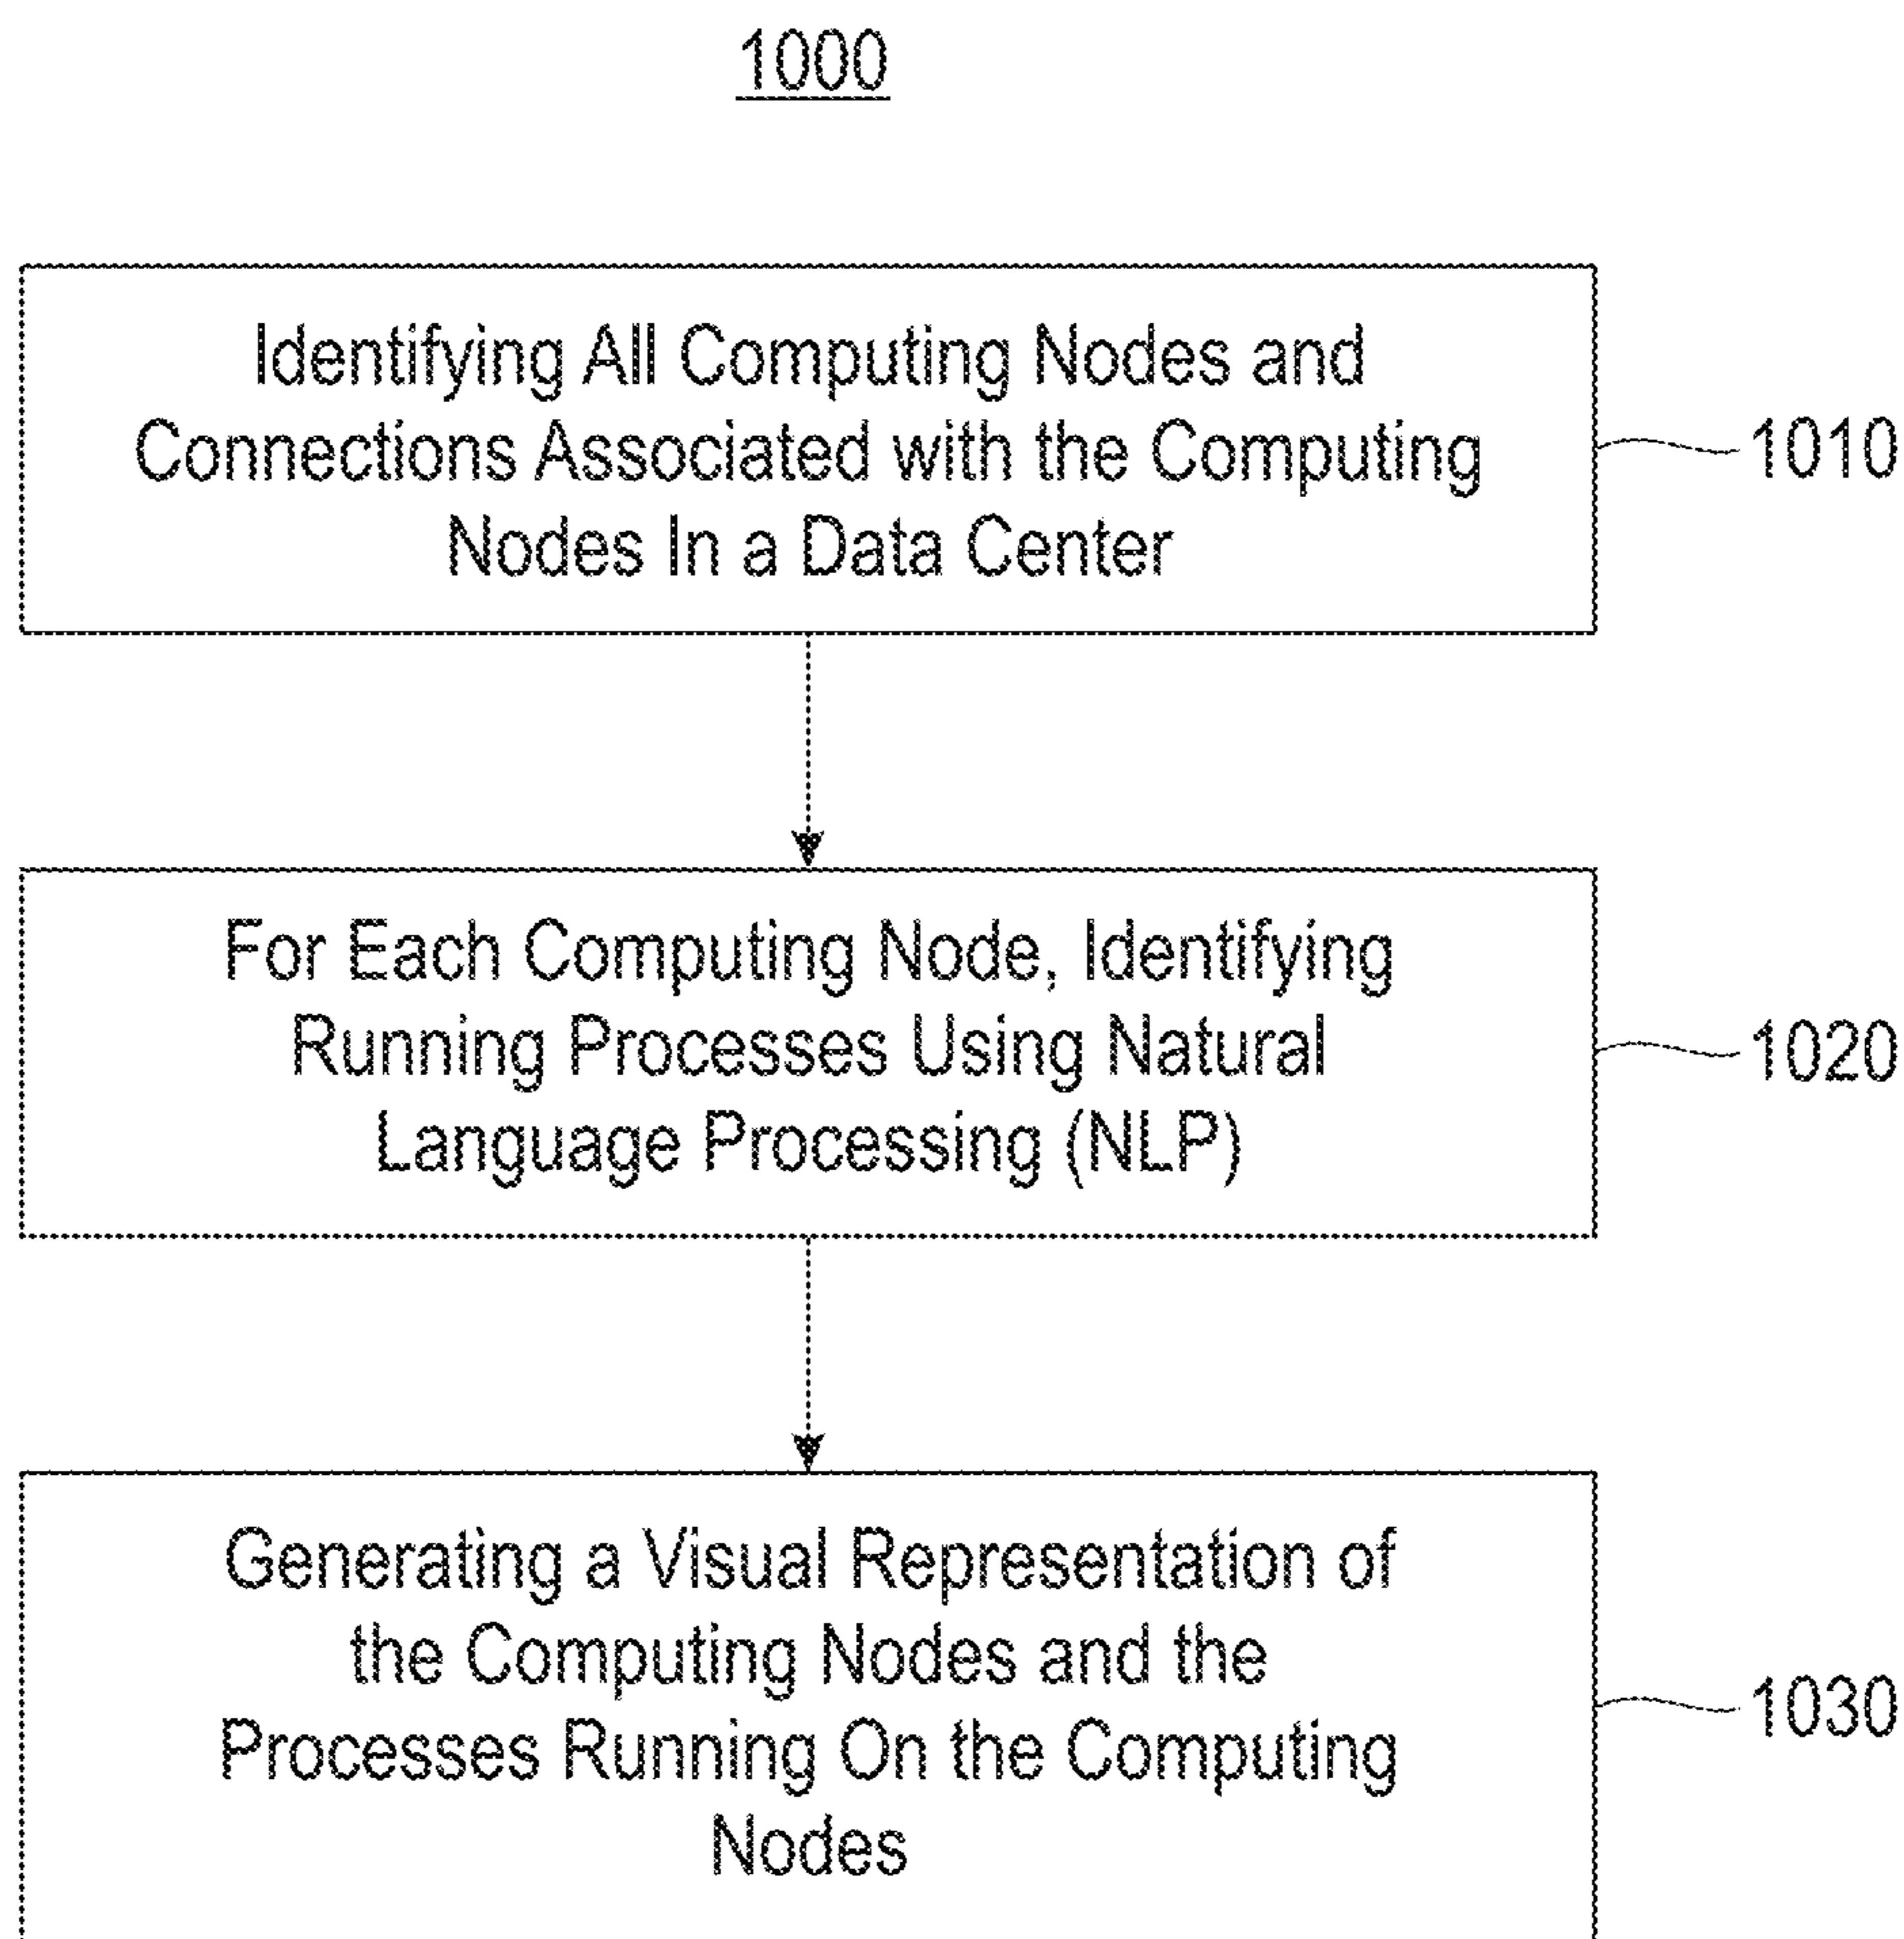 1000
Identifying All Computing Nodes and
Connections Associated with the Computing
Nodes In a Data Center
1010
For Each Computing Node, Identifying
Running Processes Using Natural
Language Processing (NLP)
1020
Generating a Visual Representation of
the Computing Nodes and the
Processes Running On the Computing
Nodes
1030